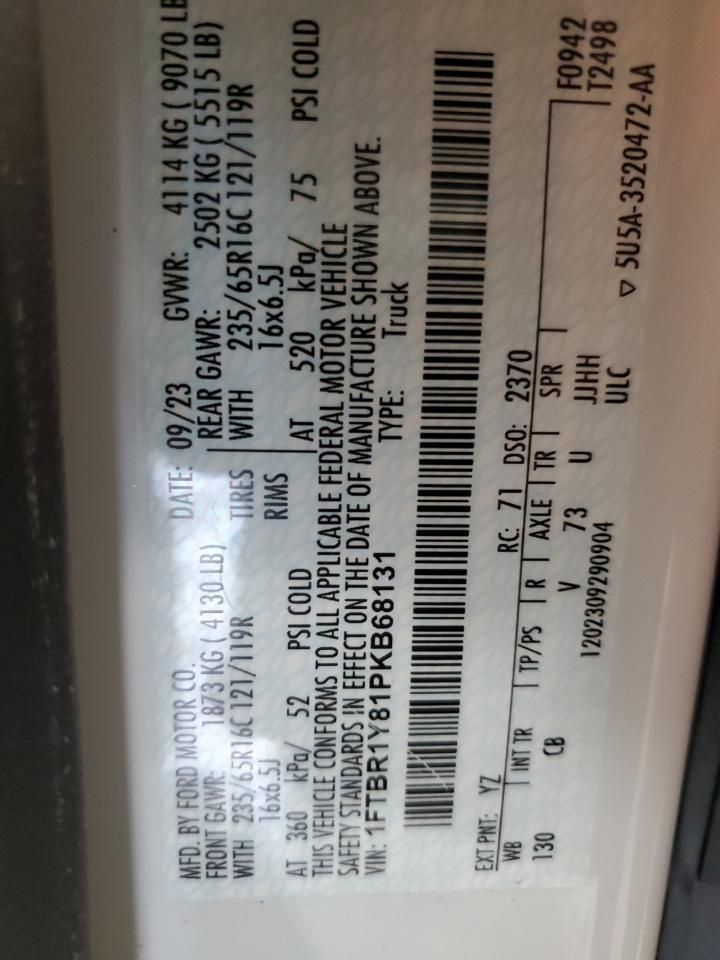 MFD. BY FORD MOTOR CO. DATE: 09/23 GVWR: 4114 KG ( 9070 LB
FRONT GAWR: 1873 KG ( 4130 LB) REAR GAWR: 2502 KG ( 5515 LB)
WITH 235/65R16C 121/119R TIRES WITH 235/65R16C 121/119R
16x6.5J RIMS 16x6.5J
AT 360 kPa/ 52 PSI COLD AT 520 kPa/ 75 PSI COLD
THIS VEHICLE CONFORMS TO ALL APPLICABLE FEDERAL MOTOR VEHICLE
SAFETY STANDARDS IN EFFECT ON THE DATE OF MANUFACTURE SHOWN ABOVE.
VIN: 1FTBR1Y81PKB68131 TYPE: Truck
EXT PNT: YZ RC: 71 DSO: 2370
WB INT TR TP/PS R AXLE TR SPR F0942
130 CB V 73 U JJHH T2498
1202309290904 ULC ▽ 5U5A-3520472-AA